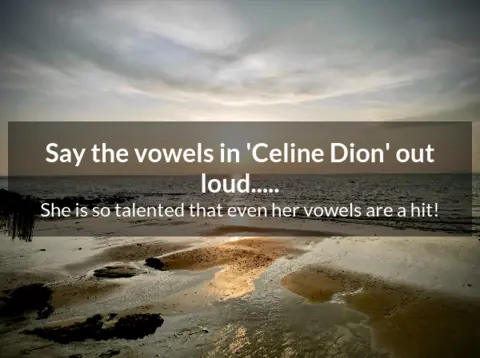 Say the vowels in 'Celine Dion' out
loud.....
She is so talented that even her vowels are a hit!